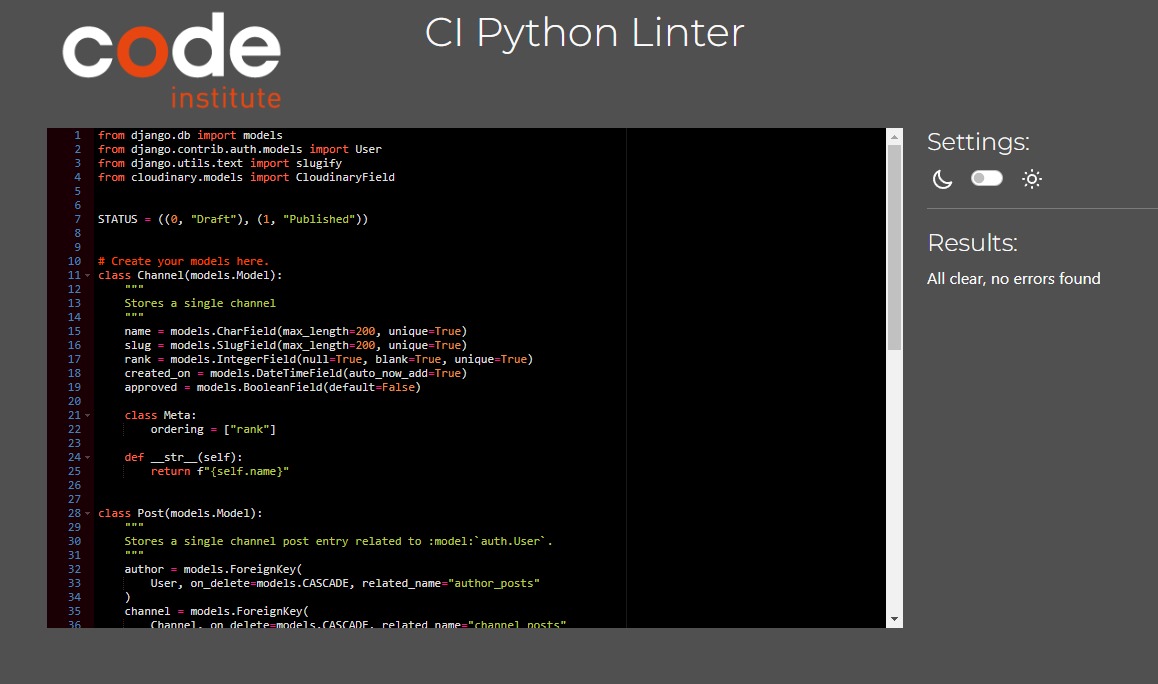 code
institute
CI Python Linter
1 from django.db import models
2 from django.contrib.auth.models import User
3 from django.utils.text import slugify
4 from cloudinary.models import CloudinaryField
5
6
7 STATUS = ((0, "Draft"), (1, "Published"))
8
9
10 # Create your models here.
11 class Channel(models.Model):
12     """
13     Stores a single channel
14     """
15     name = models.CharField(max_length=200, unique=True)
16     slug = models.SlugField(max_length=200, unique=True)
17     rank = models.IntegerField(null=True, blank=True, unique=True)
18     created_on = models.DateTimeField(auto_now_add=True)
19     approved = models.BooleanField(default=False)
20
21     class Meta:
22         ordering = ["rank"]
23
24     def __str__(self):
25         return f"{self.name}"
26
27
28 class Post(models.Model):
29     """
30     Stores a single channel post entry related to :model:`auth.User`.
31     """
32     author = models.ForeignKey(
33         User, on_delete=models.CASCADE, related_name="author_posts"
34     )
35     channel = models.ForeignKey(
36         Channel, on_delete=models.CASCADE, related_name="channel_posts"
Settings:
Results:
All clear, no errors found